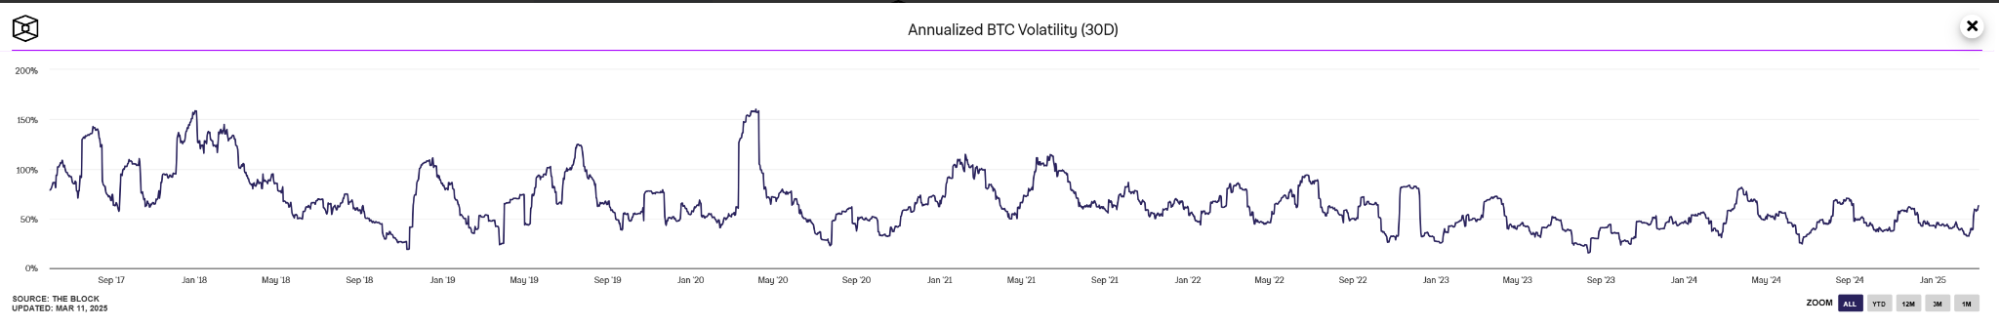 Annualized BTC Volatility (30D)
200%
150%
100%
50%
0%
Sep '17 Jan '18 May '18 Sep '18 Jan '19 May '19 Sep '19 Jan '20 May '20 Sep '20 Jan '21 May '21 Sep '21 Jan '22 May '22 Sep '22 Jan '23 May '23 Sep '23 Jan '24 May '24 Sep '24 Jan '25
SOURCE: THE BLOCK
UPDATED: MAR 11, 2025
ZOOM ALL YTD 12M 3M 1M